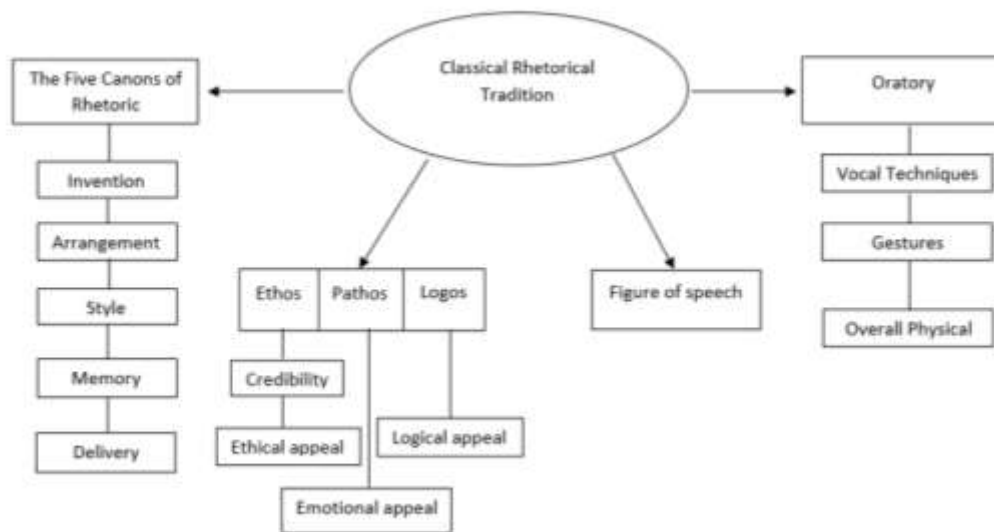 Classical Rhetorical
Tradition
The Five Canons of
Rhetoric
Invention
Arrangement
Style
Memory
Delivery
Ethos
Pathos
Logos
Credibility
Ethical appeal
Emotional appeal
Logical appeal
Figure of speech
Oratory
Vocal Techniques
Gestures
Overall Physical